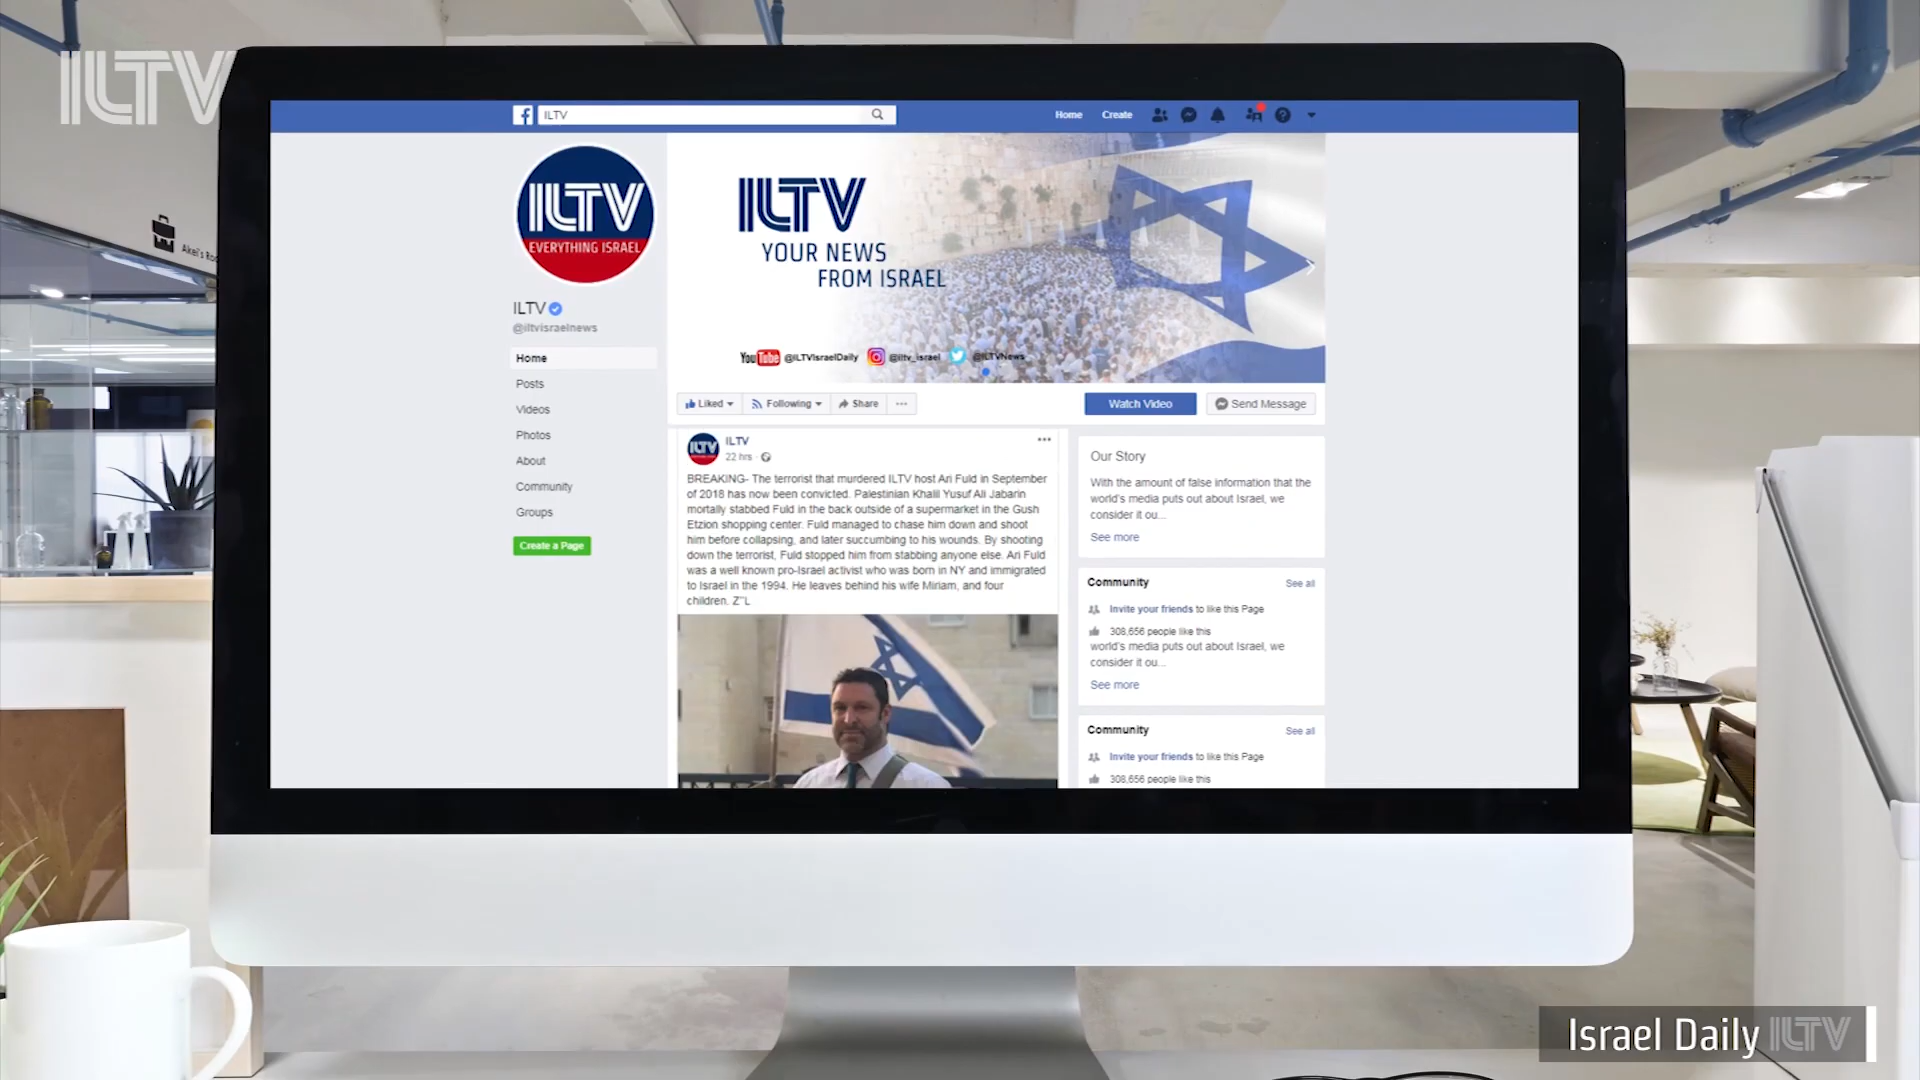 ILTV
ILTV
Home
Create
ILTV
EVERYTHING ISRAEL
ILTV
YOUR NEWS
FROM ISRAEL
YouTube @ILTVIsraelDaily @iltv_israel @ILTVNews
Akel's
ILTV
@iltvisraelnews
Home
Posts
Videos
Photos
About
Community
Groups
Create a Page
Liked
Following
Share
Watch Video
Send Message
ILTV
22 hrs
BREAKING- The terrorist that murdered ILTV host Ari Fuld in September
of 2018 has now been convicted. Palestinian Khalil Yusuf Ali Jabarin
mortally stabbed Fuld in the back outside of a supermarket in the Gush
Etzion shopping center. Fuld managed to chase him down and shoot
him before collapsing, and later succumbing to his wounds. By shooting
down the terrorist, Fuld stopped him from stabbing anyone else. Ari Fuld
was a well known pro-Israel activist who was born in NY and immigrated
to Israel in the 1994. He leaves behind his wife Miriam, and four
children. Z"L
Our Story
With the amount of false information that the
world's media puts out about Israel, we
consider it ou...
See more
Community
See all
Invite your friends to like this Page
308,656 people like this
world's media puts out about Israel, we
consider it ou...
See more
Community
See all
Invite your friends to like this Page
308,656 people like this
Israel Daily ILTV